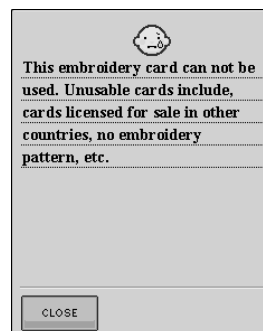 This embroidery card can not be
used. Unusable cards include,
cards licensed for sale in other
countries, no embroidery
pattern, etc.
CLOSE